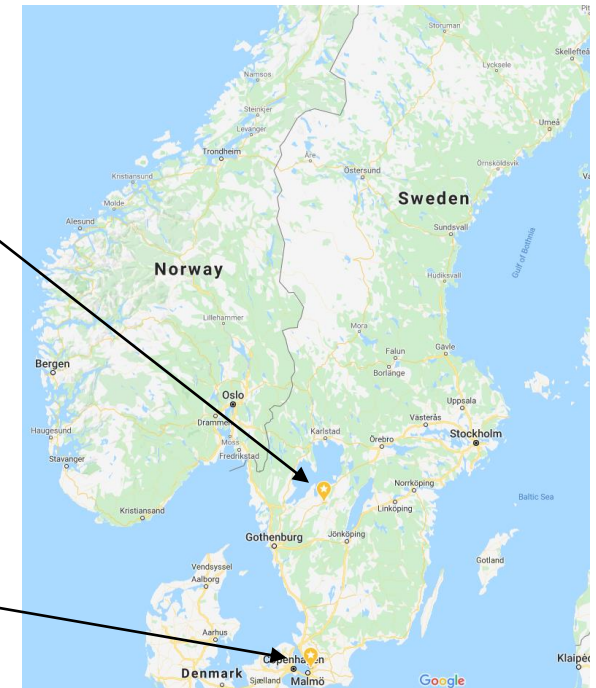 Storuman
Skellefteå
Lycksele
Namsos
Steinkjer
Umeå
Levanger
Trondheim
Åre
Östersund
Örnsköldsvik
Kristiansund
Molde
Sweden
Ålesund
Sundsvall
Gulf of Bothnia
Norway
Hudiksvall
Lillehammer
Mora
Falun
Gävle
Bergen
Borlänge
Oslo
Uppsala
Drammen
Västerås
Haugesund
Karlstad
Örebro
Stockholm
Moss
Fredrikstad
Stavanger
Norrköping
Baltic Sea
Kristiansand
Linköping
Gothenburg
Jönköping
Gotland
Vendsyssel
Aalborg
Aarhus
Copenhagen
Klaipėd
Denmark
Sjælland
Malmö
Google